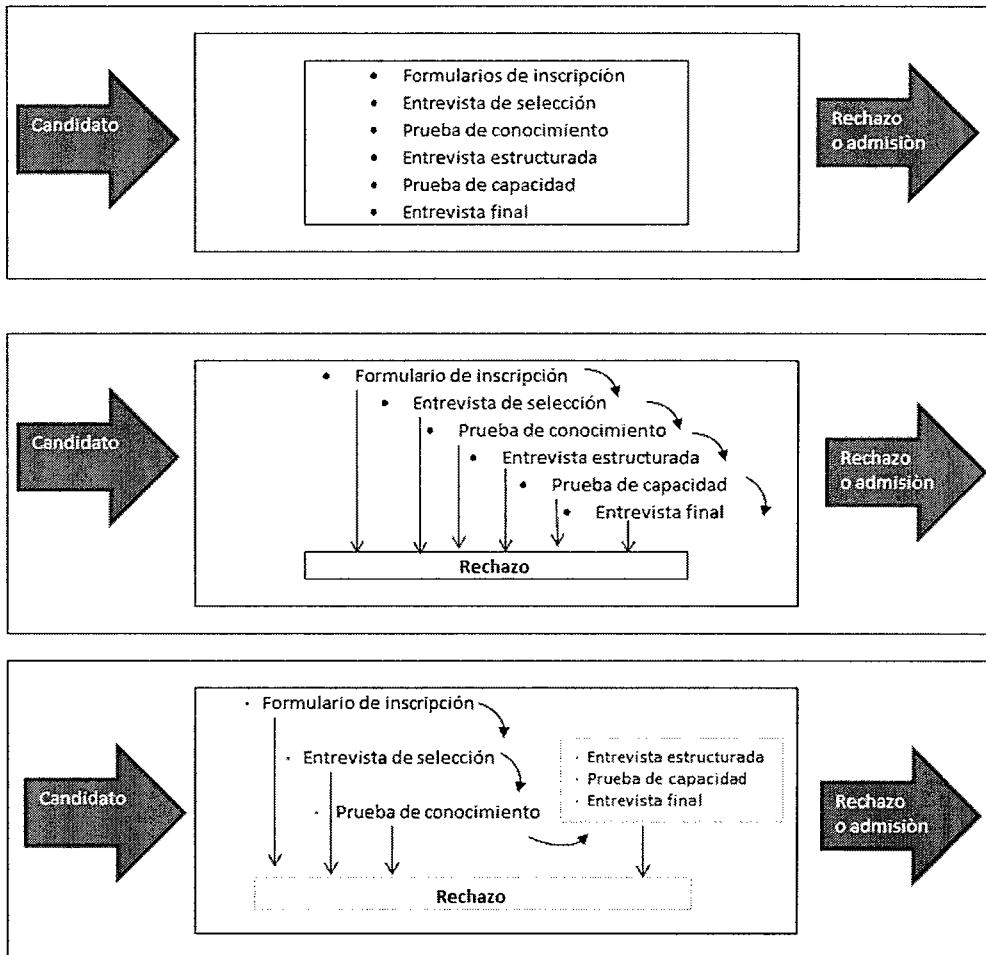 Candidato
• Formularios de inscripción
• Entrevista de selección
• Prueba de conocimiento
• Entrevista estructurada
• Prueba de capacidad
• Entrevista final
Rechazo
o admisiòn
Candidato
• Formulario de inscripción
• Entrevista de selección
• Prueba de conocimiento
• Entrevista estructurada
• Prueba de capacidad
• Entrevista final
Rechazo
Rechazo
o admisiòn
Candidato
· Formulario de inscripción
· Entrevista de selección
· Prueba de conocimiento
· Entrevista estructurada
· Prueba de capacidad
· Entrevista final
Rechazo
Rechazo
o admisiòn